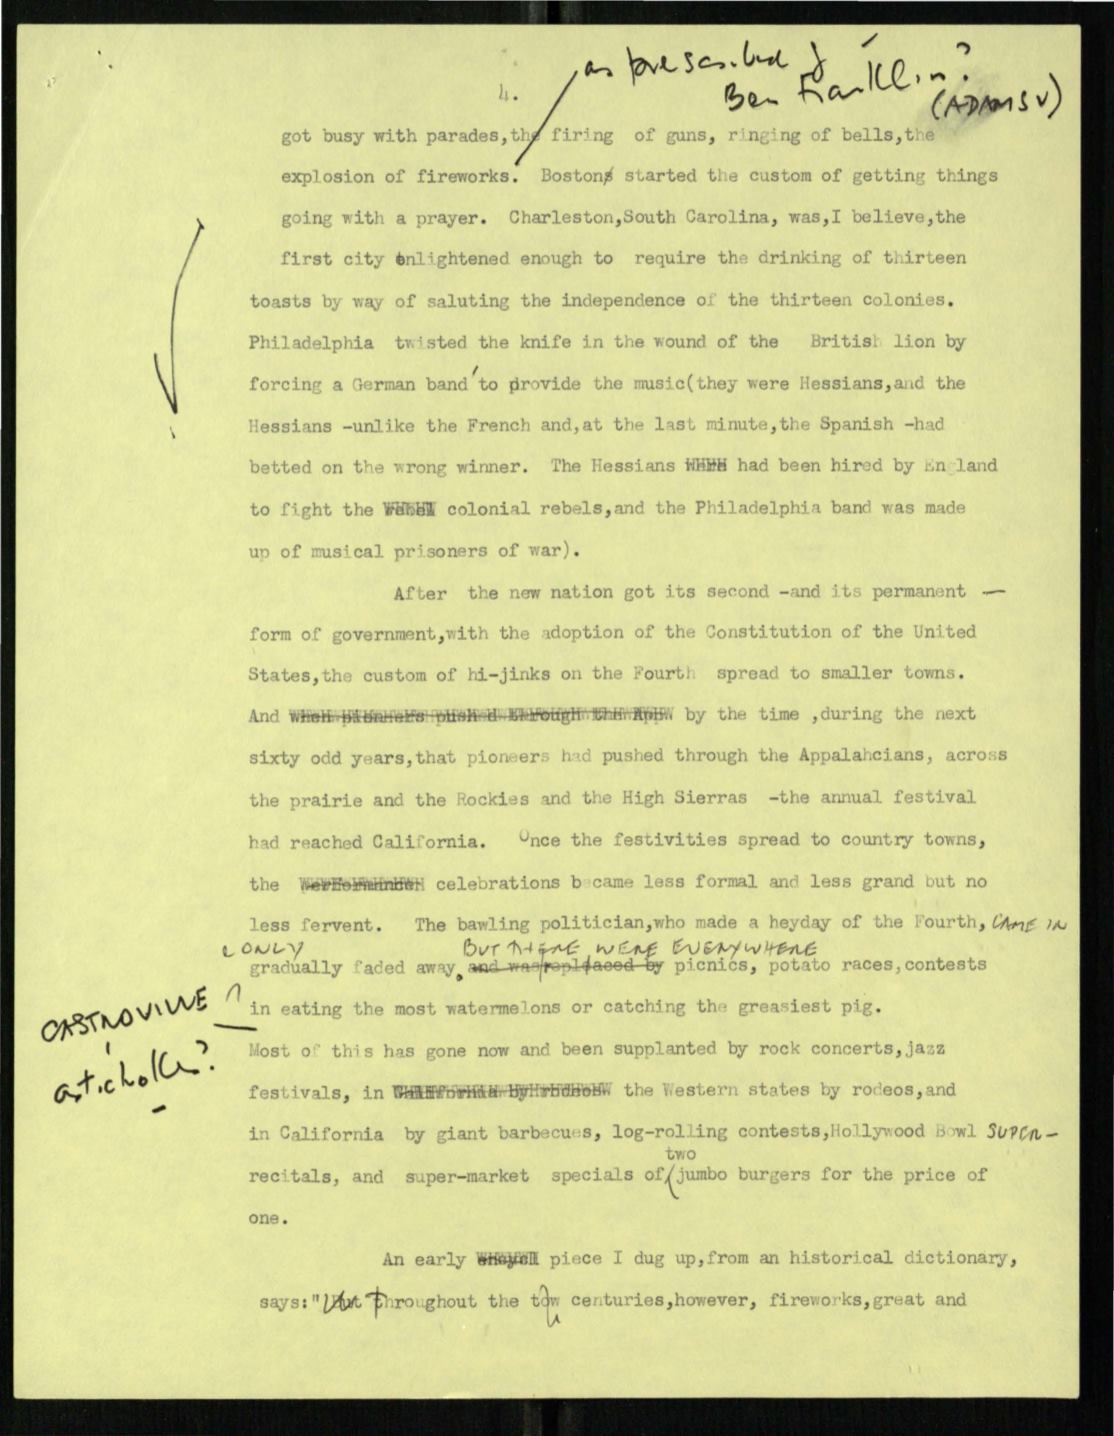 as prescribed by
Ben Franklin?
(ADAMS V)
4.
got busy with parades,the firing of guns, ringing of bells,the
explosion of fireworks. Bostons started the custom of getting things
going with a prayer. Charleston,South Carolina, was,I believe,the
first city enlightened enough to require the drinking of thirteen
toasts by way of saluting the independence of the thirteen colonies.
Philadelphia twisted the knife in the wound of the British lion by
forcing a German band to provide the music(they were Hessians,and the
Hessians -unlike the French and,at the last minute,the Spanish -had
betted on the wrong winner. The Hessians had been hired by England
to fight the colonial rebels,and the Philadelphia band was made
up of musical prisoners of war).
After the new nation got its second -and its permanent —
form of government,with the adoption of the Constitution of the United
States,the custom of hi-jinks on the Fourth spread to smaller towns.
And when pioneers pushed through the App. by the time ,during the next
sixty odd years,that pioneers had pushed through the Appalahcians, across
the prairie and the Rockies and the High Sierras -the annual festival
had reached California. Once the festivities spread to country towns,
the celebrations became less formal and less grand but no
less fervent. The bawling politician,who made a heyday of the Fourth, CAME IN
ONLY BUT THERE WERE EVERYWHERE
gradually faded away. and was replaced by picnics, potato races,contests
CASTROVILLE ?
in eating the most watermelons or catching the greasiest pig.
artichokes?
Most of this has gone now and been supplanted by rock concerts,jazz
festivals, in California by rodeos the Western states by rodeos,and
in California by giant barbecues, log-rolling contests,Hollywood Bowl SUPER-
two
recitals, and super-market specials of jumbo burgers for the price of
one.
An early piece I dug up,from an historical dictionary,
says:"But Throughout the tow centuries,however, fireworks,great and